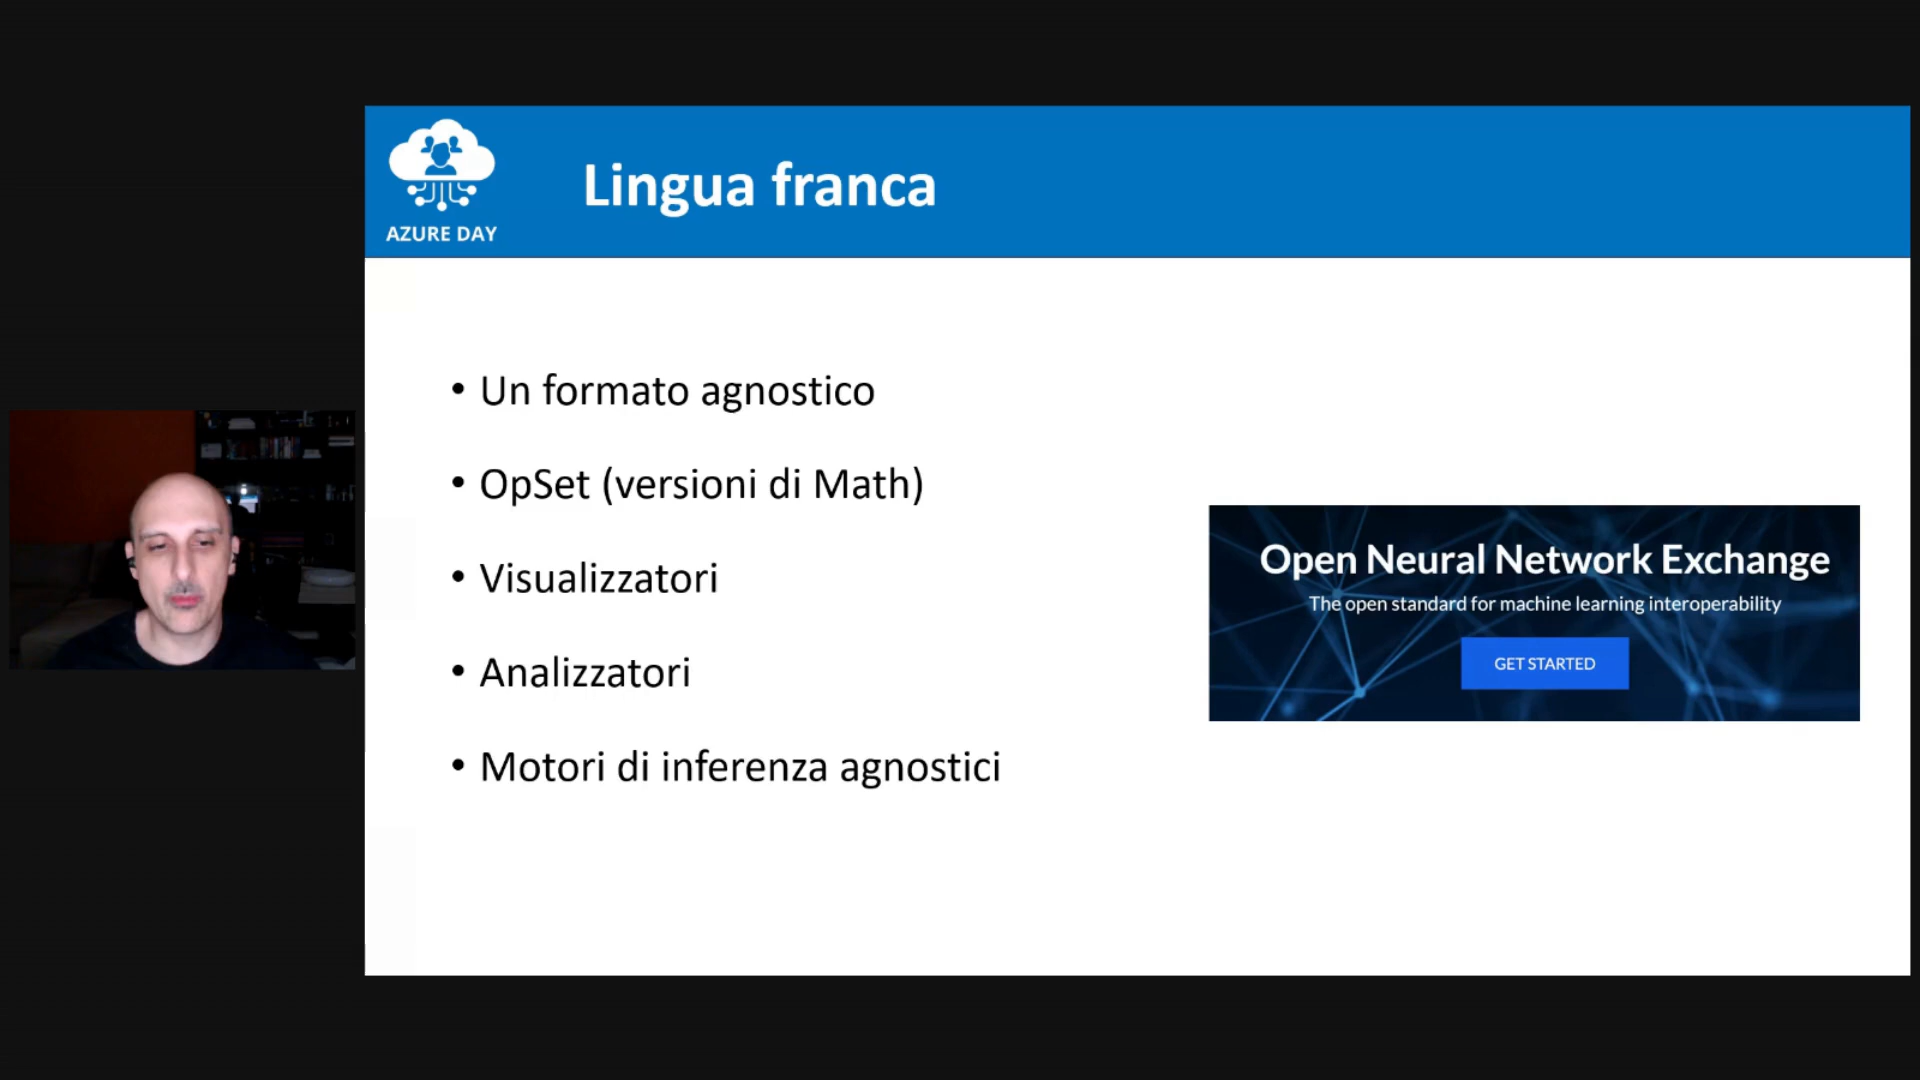 AZURE DAY
Lingua franca
• Un formato agnostico
• OpSet (versioni di Math)
• Visualizzatori
• Analizzatori
• Motori di inferenza agnostici
Open Neural Network Exchange
The open standard for machine learning interoperability
GET STARTED